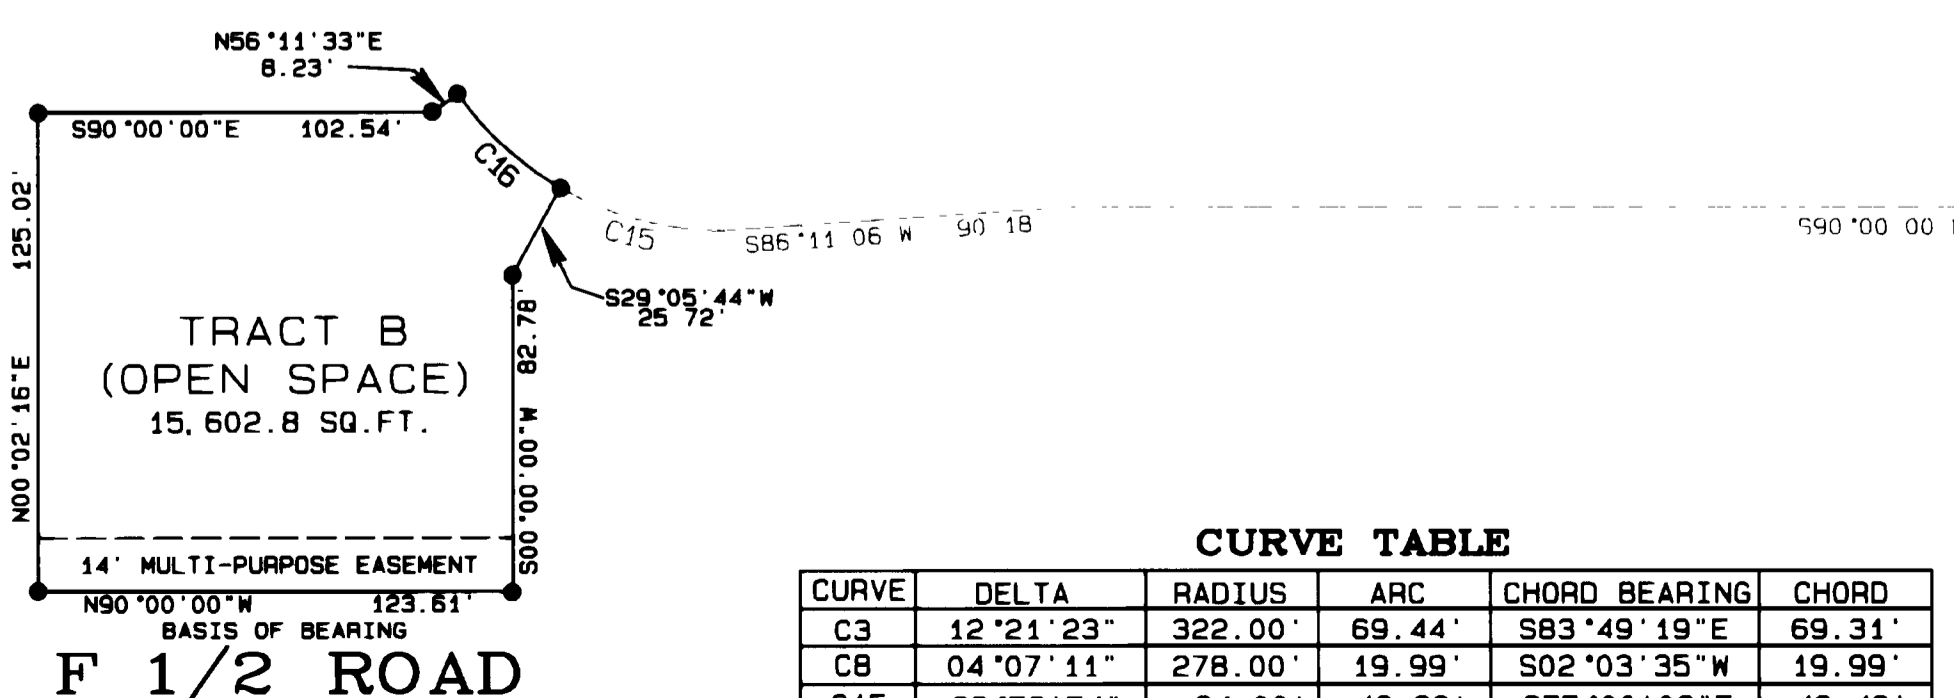 N56°11'33"E
8.23'
S90°00'00"E 102.54'
C16
125.02'
N00°02'16"E
C15
S86°11 06 W 90 18
S90°00 00
S29°05'44"W
25 72'
82.78'
S00°00'00"W
TRACT B
(OPEN SPACE)
15,602.8 SQ.FT.
14' MULTI-PURPOSE EASEMENT
N90°00'00"W 123.61'
BASIS OF BEARING
F 1/2 ROAD
CURVE TABLE
CURVE DELTA RADIUS ARC CHORD BEARING CHORD
C3 12°21'23" 322.00' 69.44' S83°49'19"E 69.31'
C8 04°07'11" 278.00' 19.99' S02°03'35"W 19.99'